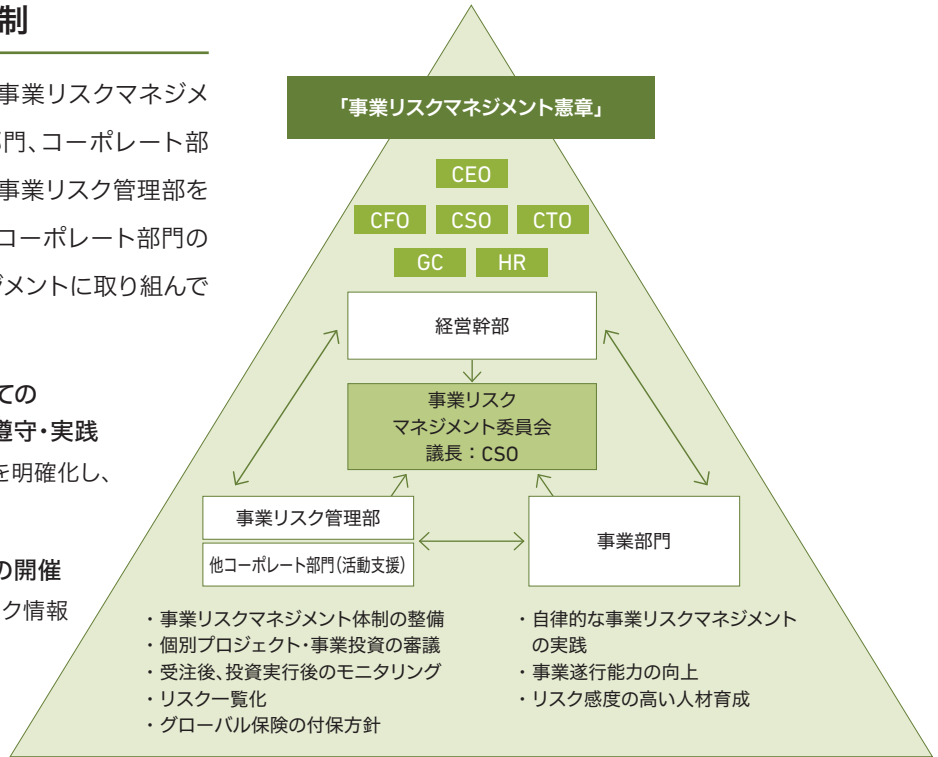 制
事業リスクマネジメ
門、コーポレート部
事業リスク管理部を
コーポレート部門の
ジメントに取り組んで
ての
遵守・実践
を明確化し、
の開催
ク情報
「事業リスクマネジメント憲章」
CEO
CFO CSO CTO
GC HR
経営幹部
事業リスク
マネジメント委員会
議長：CSO
事業リスク管理部
他コーポレート部門(活動支援)
事業部門
・事業リスクマネジメント体制の整備
・個別プロジェクト・事業投資の審議
・受注後、投資実行後のモニタリング
・リスク一覧化
・グローバル保険の付保方針
・自律的な事業リスクマネジメント
の実践
・事業遂行能力の向上
・リスク感度の高い人材育成